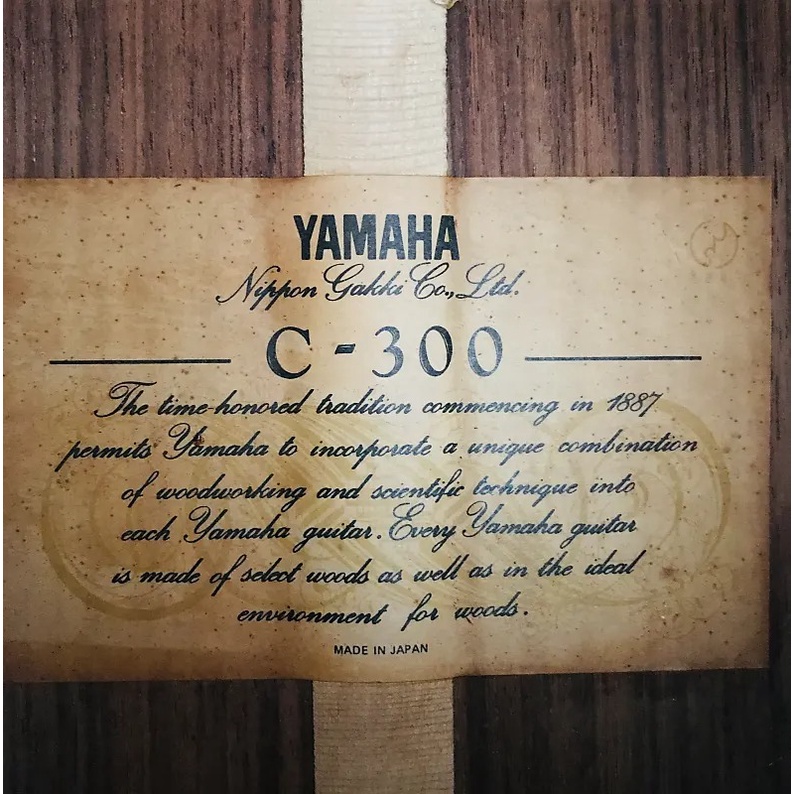 YAMAHA
Nippon Gakki Co., Ltd.
C-300
The time-honored tradition commencing in 1887
permits Yamaha to incorporate a unique combination
of woodworking and scientific technique into
each Yamaha guitar. Every Yamaha guitar
is made of select woods as well as in the ideal
environment for woods.
MADE IN JAPAN